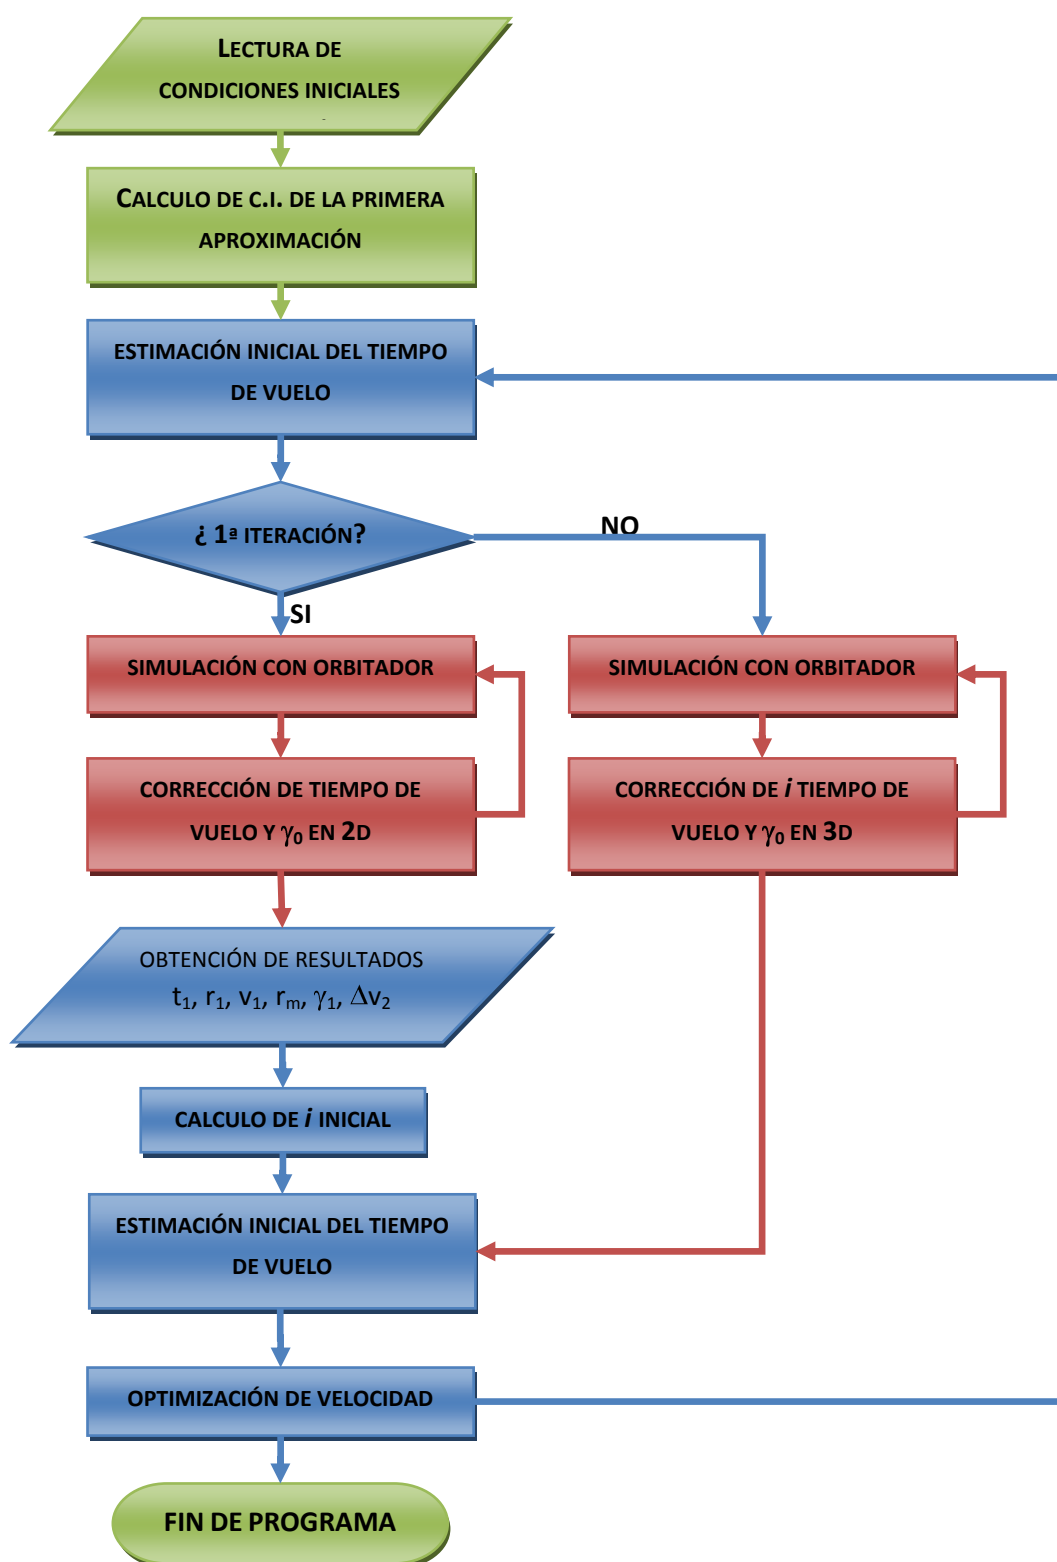 LECTURA DE
CONDICIONES INICIALES
CALCULO DE C.I. DE LA PRIMERA
APROXIMACIÓN
ESTIMACIÓN INICIAL DEL TIEMPO
DE VUELO
¿ 1ª ITERACIÓN?
NO
SI
SIMULACIÓN CON ORBITADOR
SIMULACIÓN CON ORBITADOR
CORRECCIÓN DE TIEMPO DE
VUELO Y γ₀ EN 2D
CORRECCIÓN DE i TIEMPO DE
VUELO Y γ₀ EN 3D
OBTENCIÓN DE RESULTADOS
t₁, r₁, v₁, rₘ, γ₁, Δv₂
CALCULO DE i INICIAL
ESTIMACIÓN INICIAL DEL TIEMPO
DE VUELO
OPTIMIZACIÓN DE VELOCIDAD
FIN DE PROGRAMA